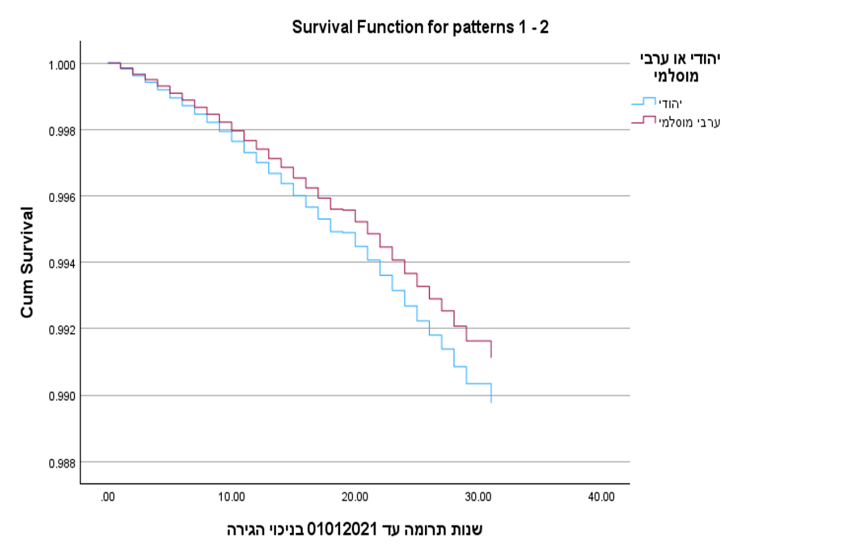 Survival Function for patterns 1 - 2
יהודי או ערבי
מוסלמי
יהודי
ערבי מוסלמי
Cum Survival
1.000
0.998
0.996
0.994
0.992
0.990
0.988
.00 10.00 20.00 30.00 40.00
שנות תרומה עד 01012021 בניכוי הגירה